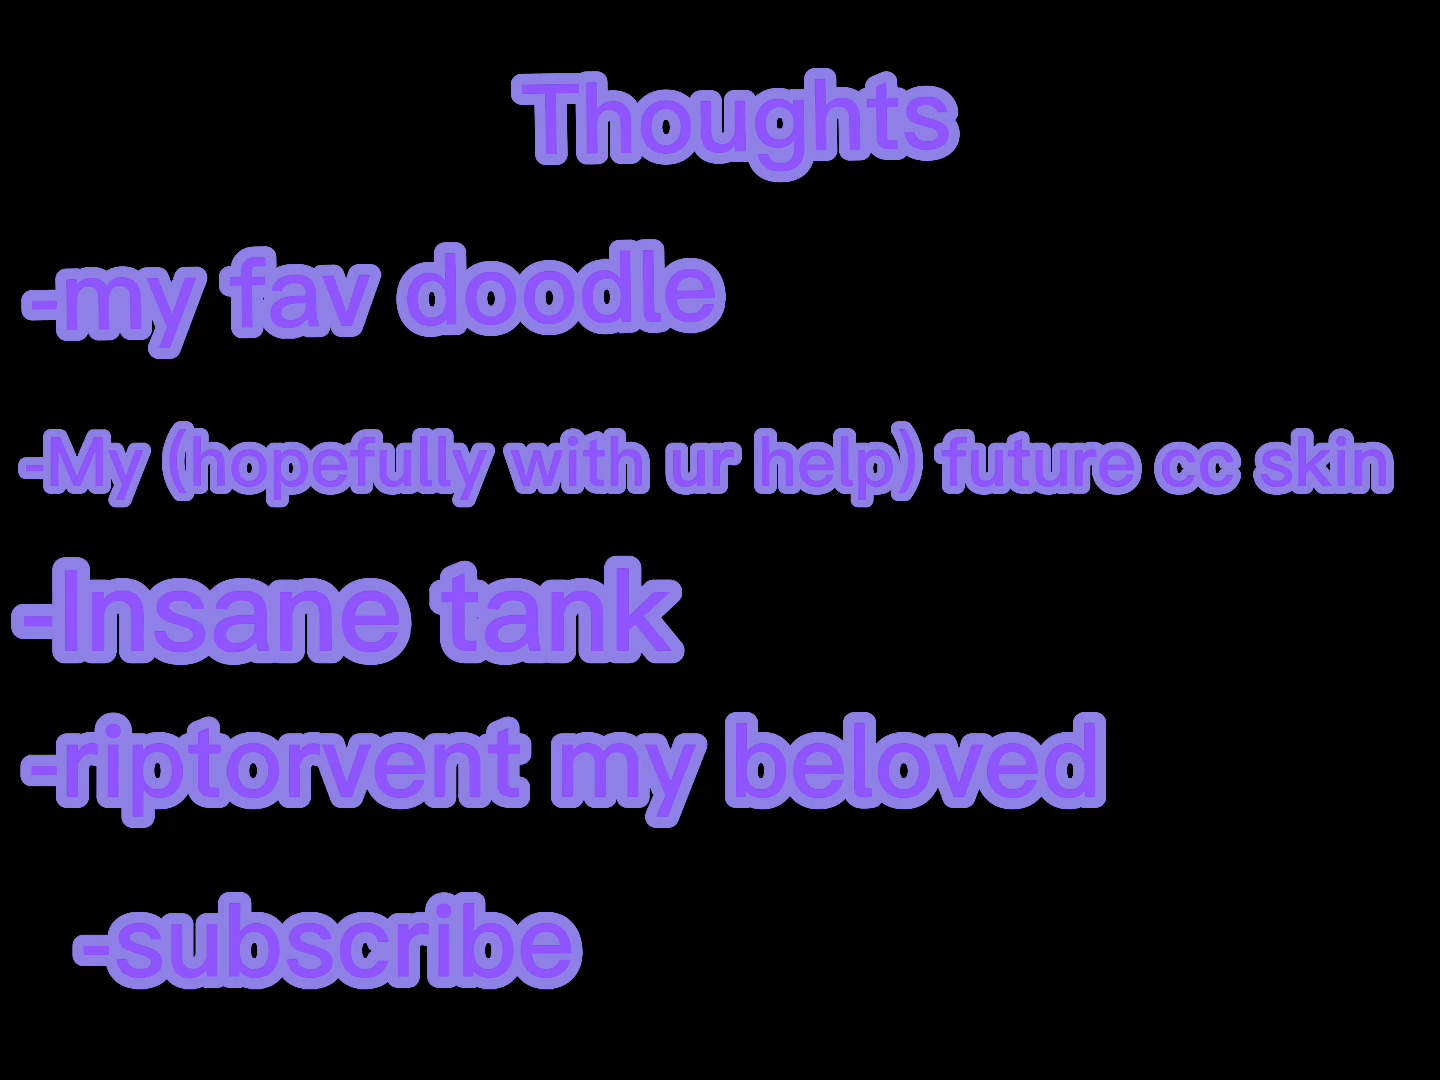 Thoughts
-my fav doodle
-My (hopefully with ur help) future cc skin
-Insane tank
-riptorvent my beloved
-subscribe